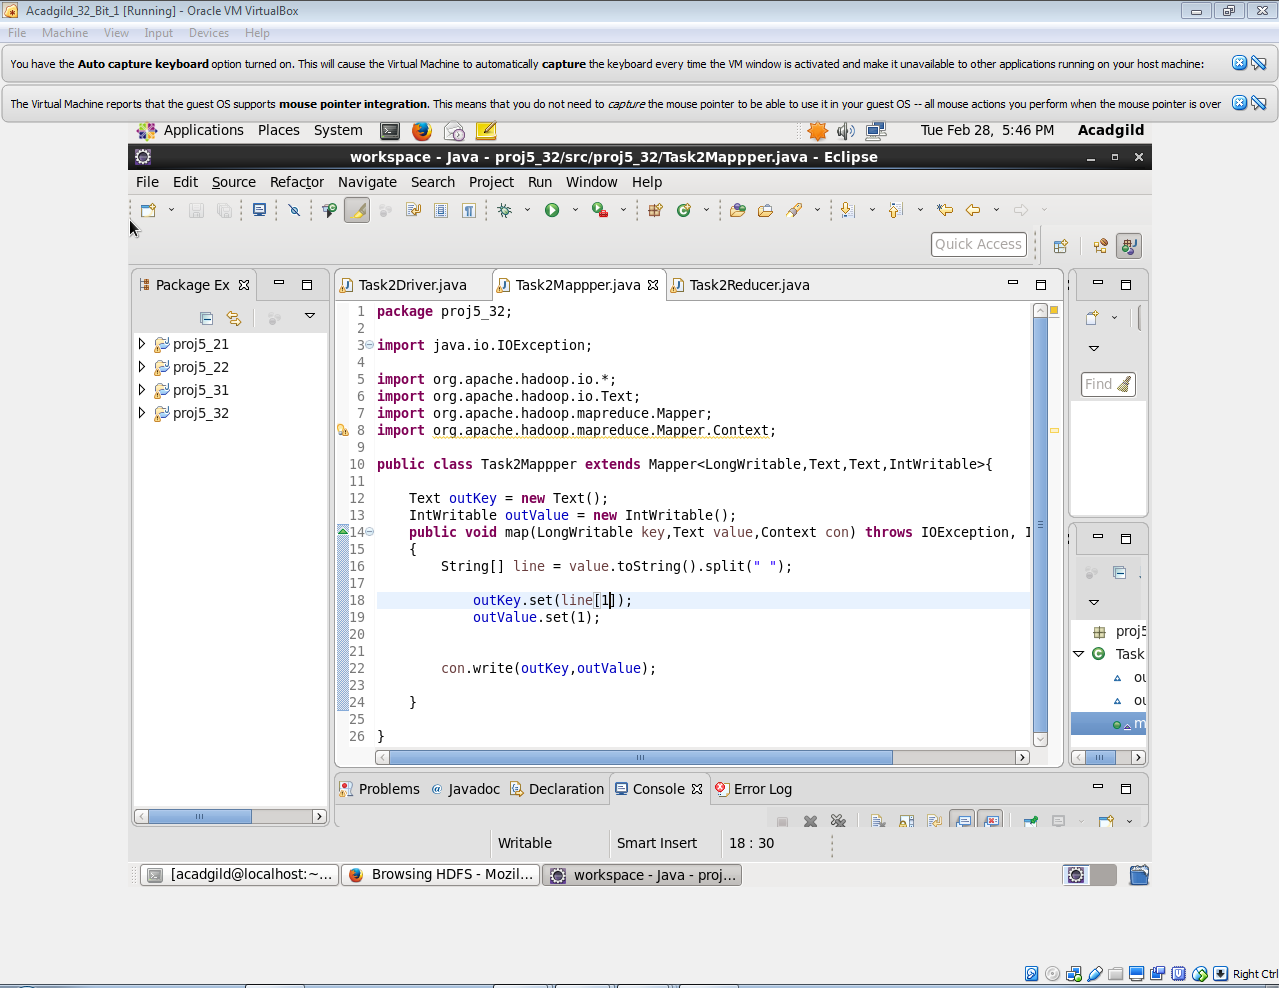 Acadgild_32_Bit_1 [Running] - Oracle VM VirtualBox
File Machine View Input Devices Help
You have the Auto capture keyboard option turned on. This will cause the Virtual Machine to automatically capture the keyboard every time the VM window is activated and make it unavailable to other applications running on your host machine:
The Virtual Machine reports that the guest OS supports mouse pointer integration. This means that you do not need to capture the mouse pointer to be able to use it in your guest OS -- all mouse actions you perform when the mouse pointer is over
Applications Places System Tue Feb 28, 5:46 PM Acadgild
workspace - Java - proj5_32/src/proj5_32/Task2Mappper.java - Eclipse
File Edit Source Refactor Navigate Search Project Run Window Help
Quick Access
Package Ex
Task2Driver.java Task2Mappper.java Task2Reducer.java
proj5_21
proj5_22
proj5_31
proj5_32
1 package proj5_32;
2
3 import java.io.IOException;
4
5 import org.apache.hadoop.io.*;
6 import org.apache.hadoop.io.Text;
7 import org.apache.hadoop.mapreduce.Mapper;
8 import org.apache.hadoop.mapreduce.Mapper.Context;
9
10 public class Task2Mappper extends Mapper<LongWritable,Text,Text,IntWritable>{
11
12 Text outKey = new Text();
13 IntWritable outValue = new IntWritable();
14 public void map(LongWritable key,Text value,Context con) throws IOException, I
15 {
16 String[] line = value.toString().split(" ");
17
18 outKey.set(line[1]);
19 outValue.set(1);
20
21
22 con.write(outKey,outValue);
23
24 }
25
26 }
Find
proj5
Task
ou
ou
m
Problems Javadoc Declaration Console Error Log
Writable Smart Insert 18 : 30
[acadgild@localhost:~... Browsing HDFS - Mozil... workspace - Java - proj...
Right Ctrl